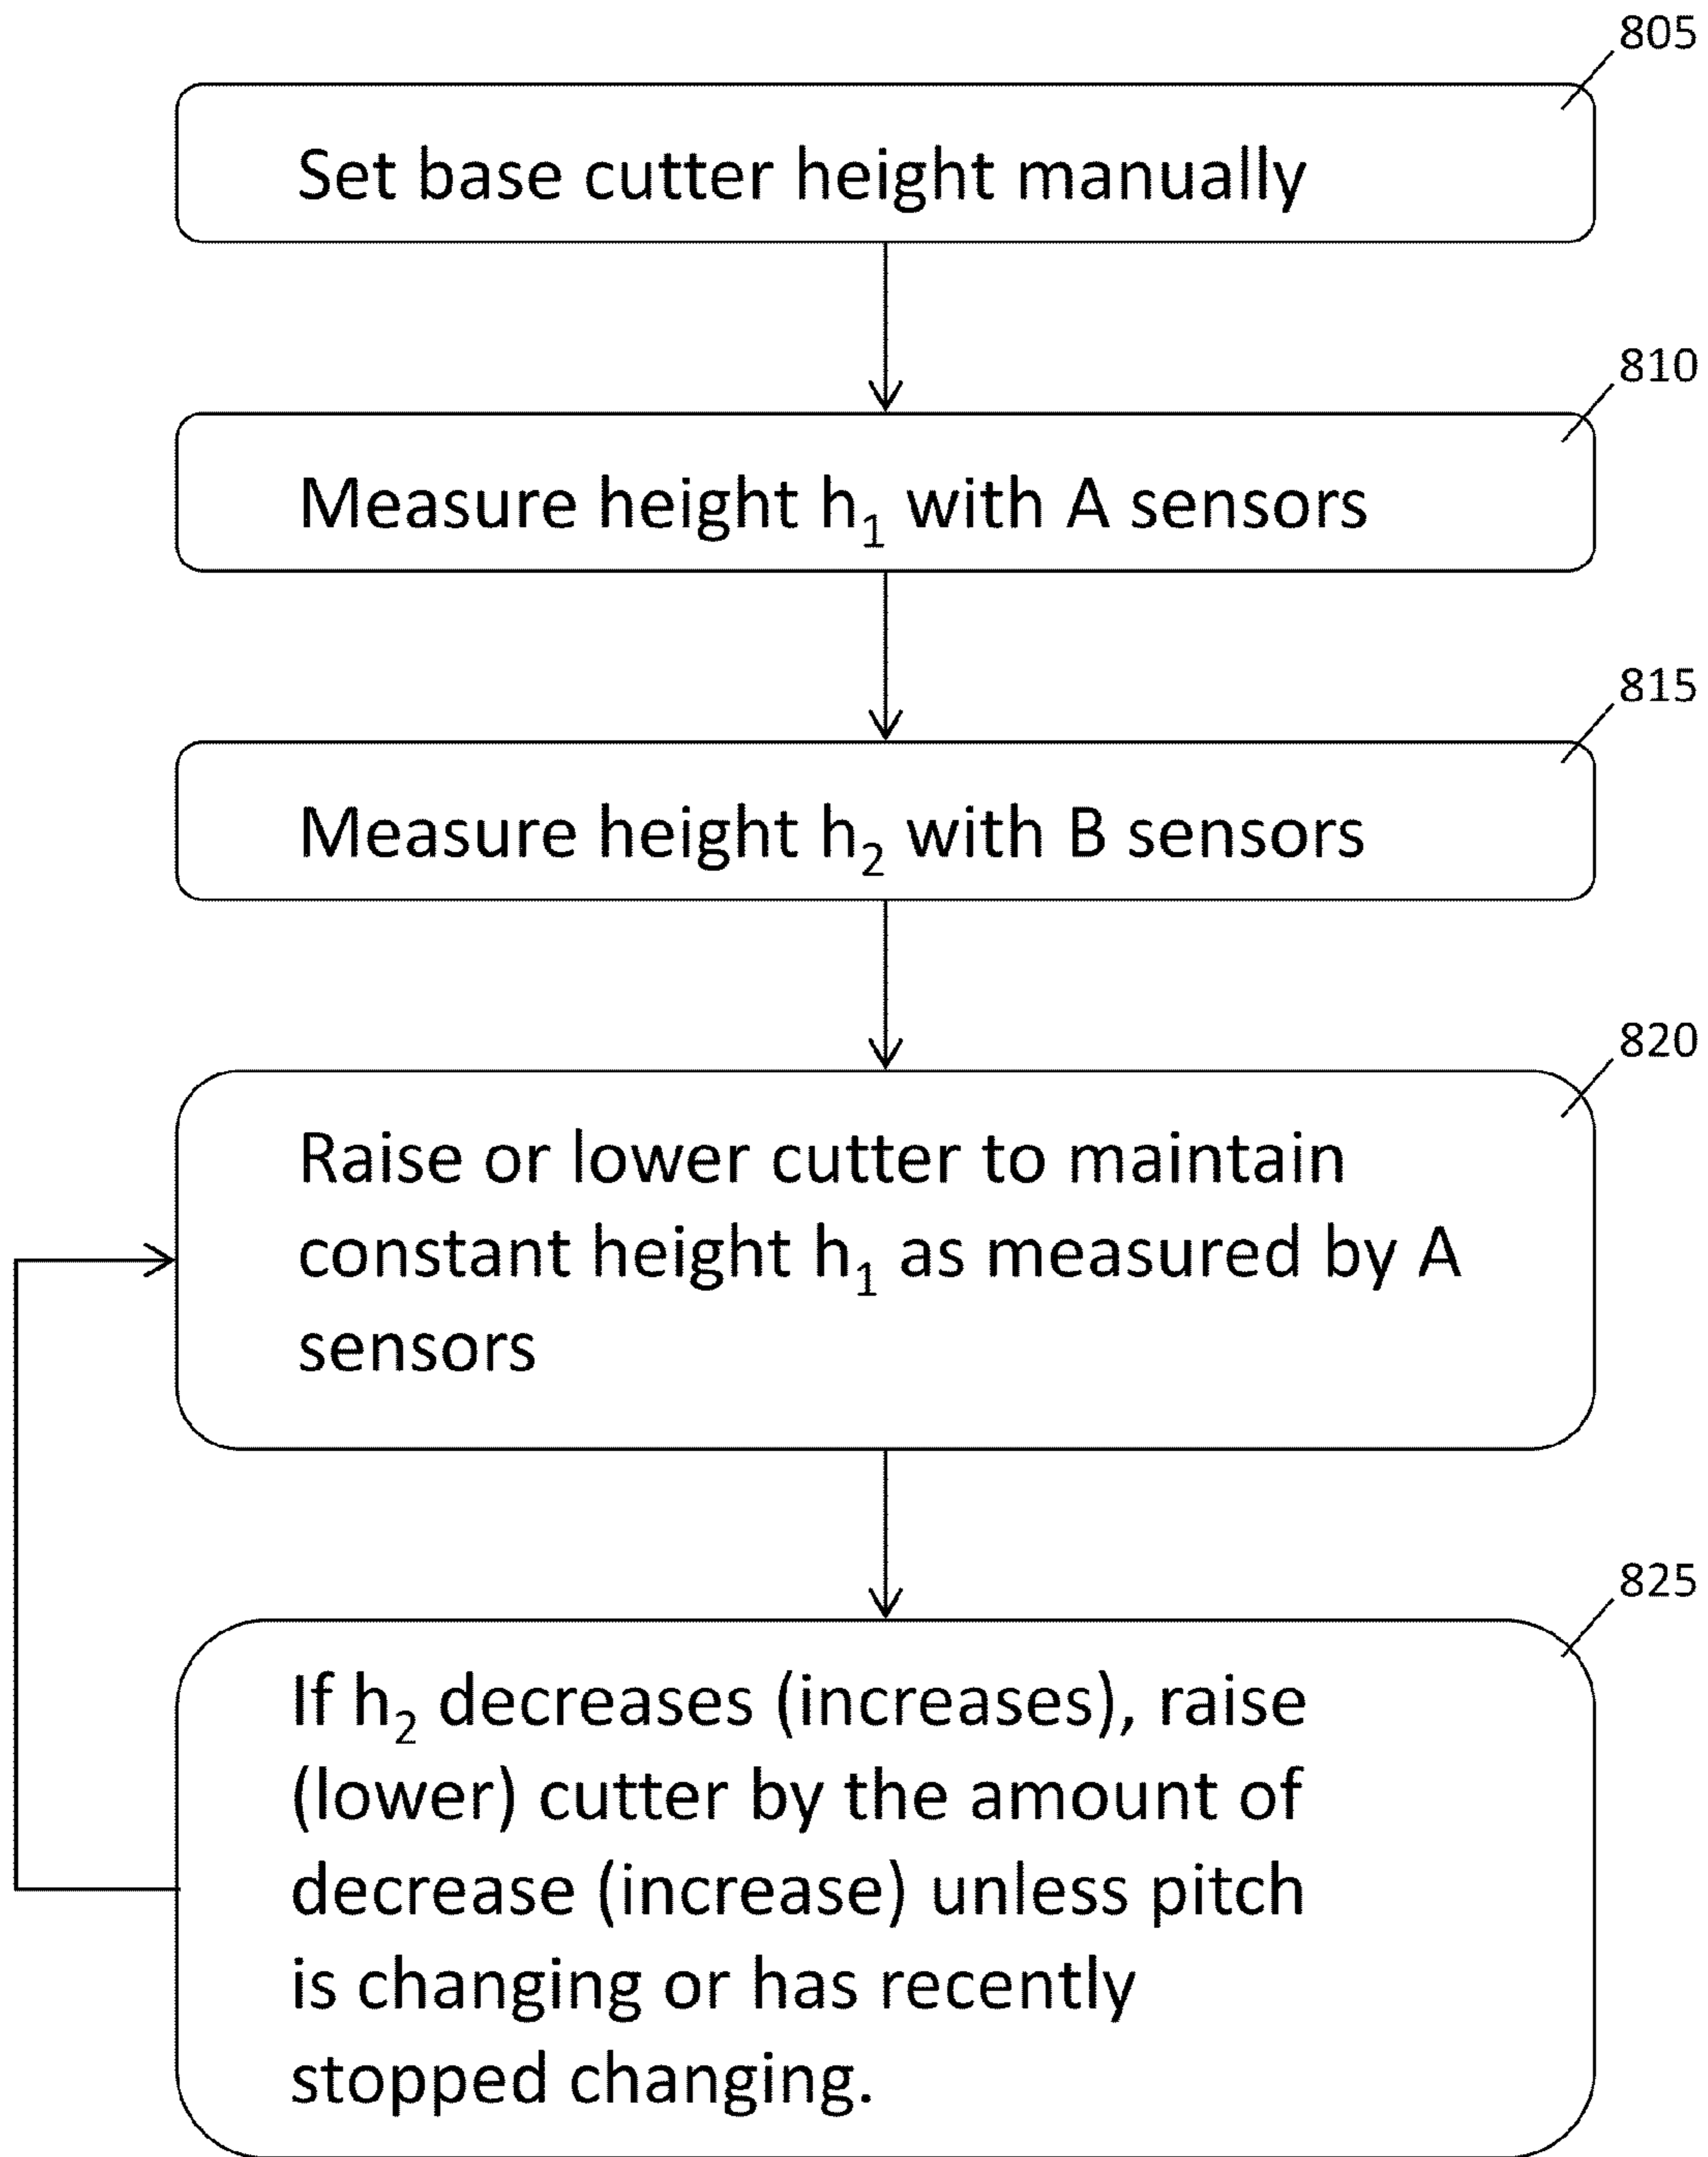 805
Set base cutter height manually
810
Measure height h₁ with A sensors
815
Measure height h₂ with B sensors
820
Raise or lower cutter to maintain
constant height h₁ as measured by A
sensors
825
If h₂ decreases (increases), raise
(lower) cutter by the amount of
decrease (increase) unless pitch
is changing or has recently
stopped changing.